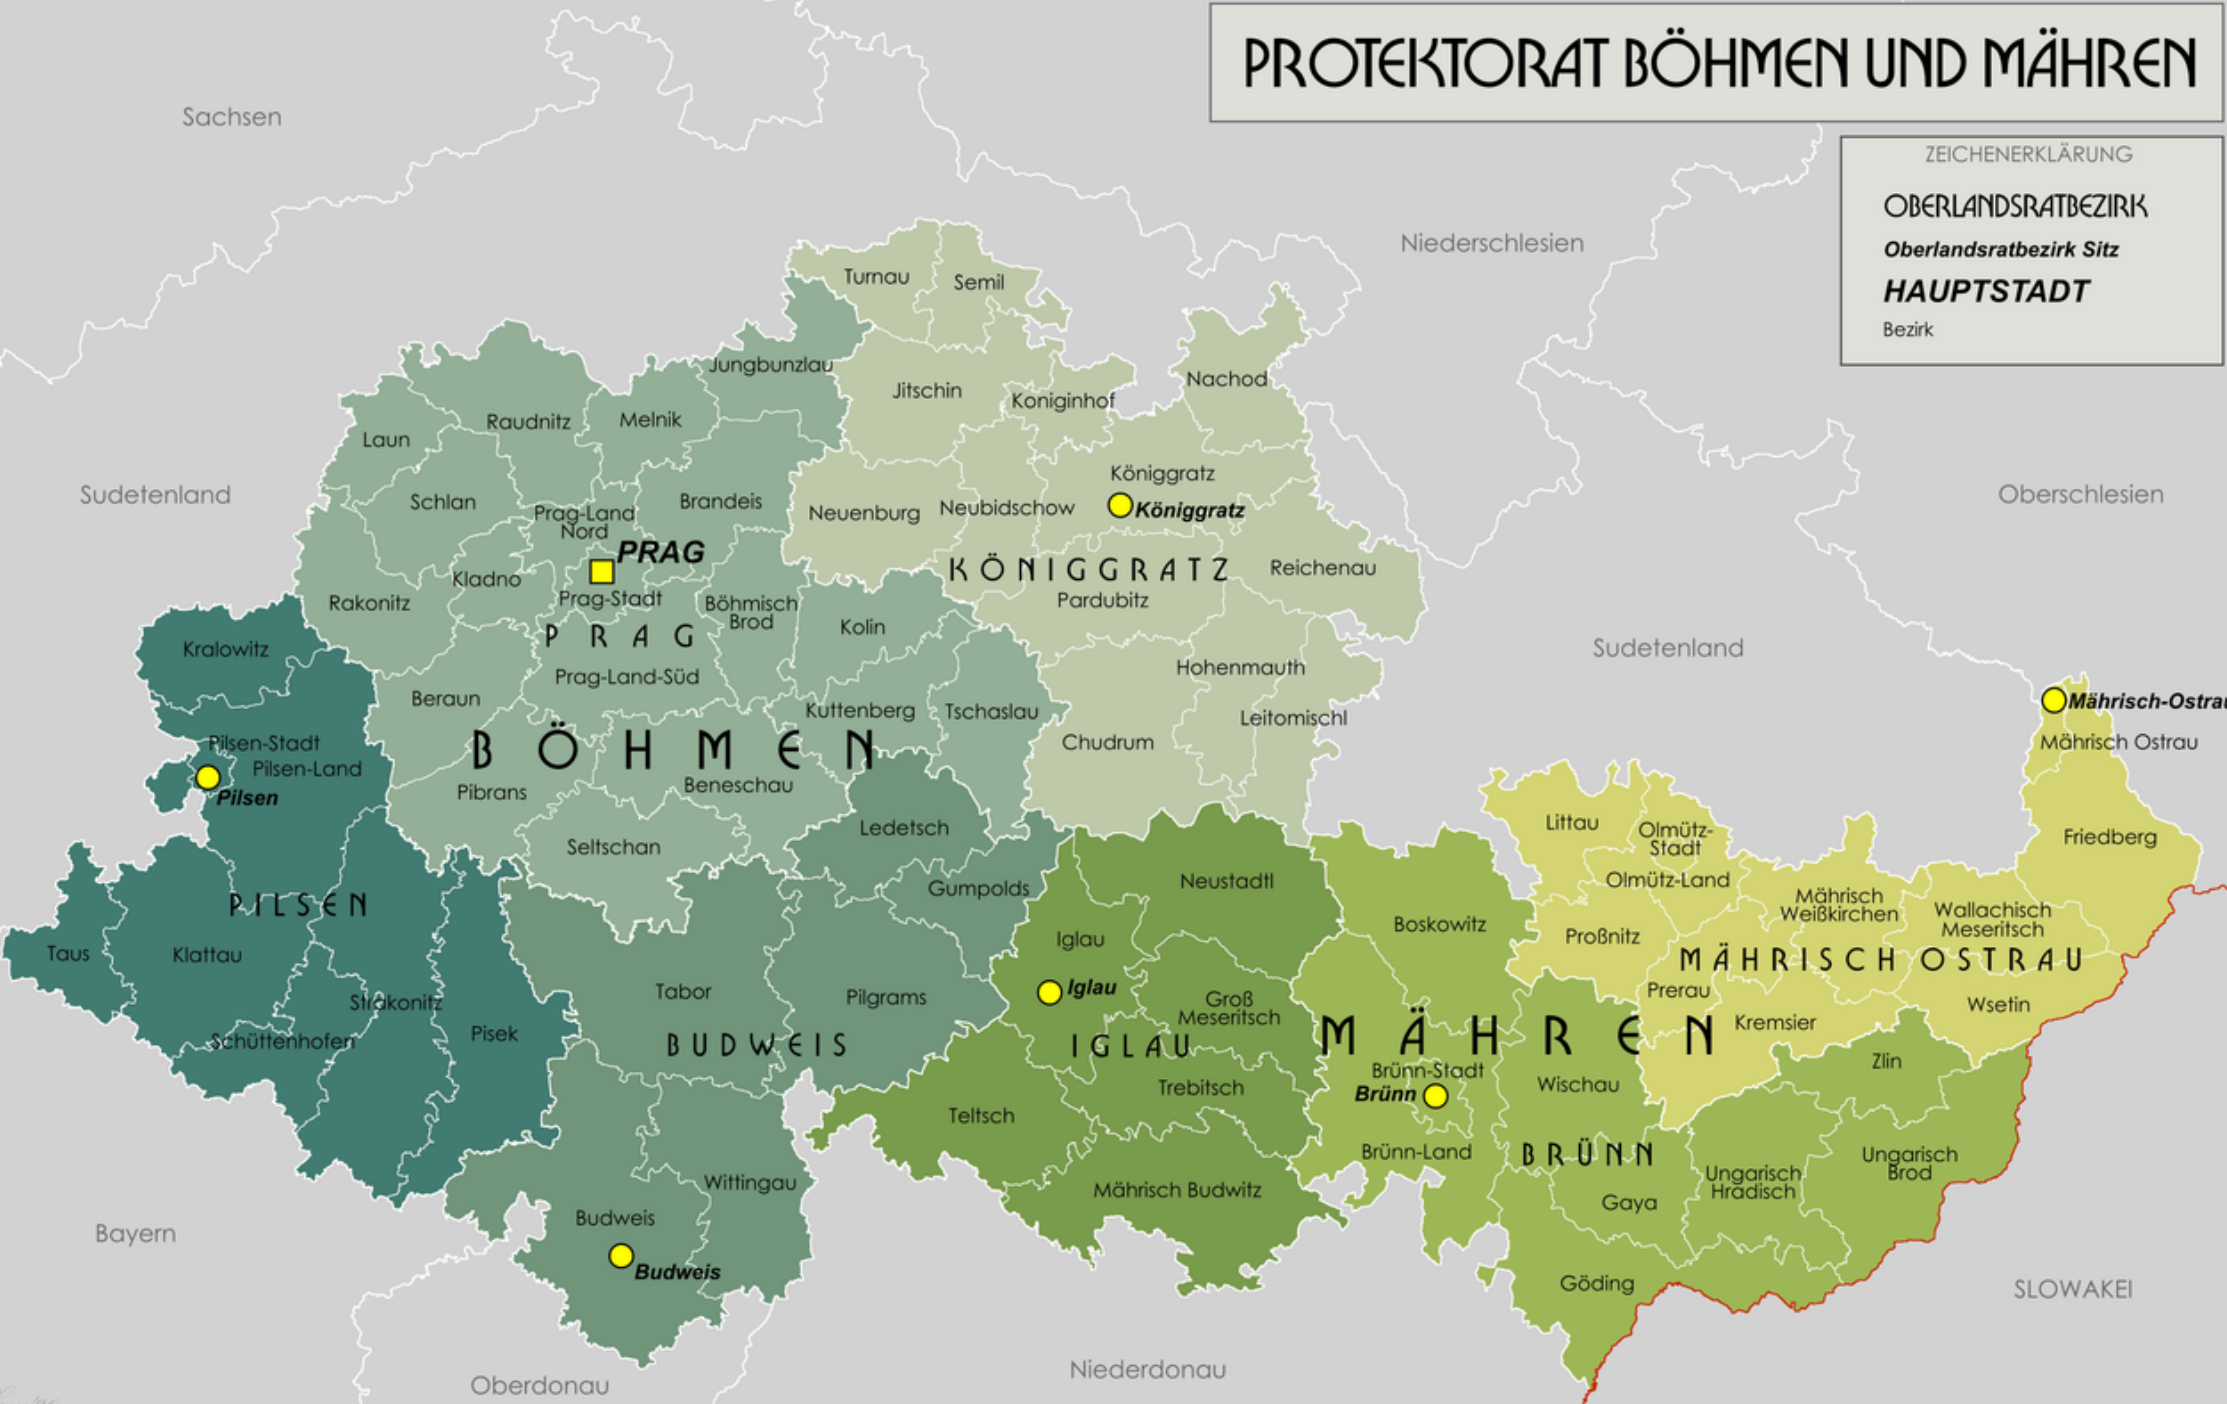 PROTEKTORAT BÖHMEN UND MÄHREN
ZEICHENERKLÄRUNG
OBERLANDSRATBEZIRK
Oberlandsratbezirk Sitz
HAUPTSTADT
Bezirk
Sachsen
Niederschlesien
Sudetenland
Oberschlesien
Sudetenland
Bayern
Oberdonau
Niederdonau
SLOWAKEI
BÖHMEN
MÄHREN
PRAG
PRAG
Jungbunzlau
Raudnitz
Melnik
Laun
Schlan
Brandeis
Prag-Land
Nord
Kladno
Prag-Stadt
Rakonitz
Böhmisch
Brod
Kolin
Prag-Land-Süd
Beraun
Kuttenberg
Tschaslau
Pibrans
Beneschau
Seltschan
KÖNIGGRATZ
Turnau
Semil
Jitschin
Koniginhof
Nachod
Königgratz
Königgratz
Neuenburg
Neubidschow
Reichenau
Pardubitz
Hohenmauth
Leitomischl
Chudrum
PILSEN
Kralowitz
Pilsen-Stadt
Pilsen-Land
Pilsen
Taus
Klattau
Strakonitz
Schüttenhofen
Pisek
BUDWEIS
Ledetsch
Gumpolds
Tabor
Pilgrams
Wittingau
Budweis
Budweis
IGLAU
Neustadtl
Iglau
Iglau
Groß
Meseritsch
Trebitsch
Teltsch
Mährisch Budwitz
BRÜNN
Boskowitz
Brünn-Stadt
Brünn
Wischau
Brünn-Land
Gaya
Göding
Zlin
Ungarisch
Hradisch
Ungarisch
Brod
MÄHRISCH OSTRAU
Mährisch-Ostrau
Mährisch Ostrau
Friedberg
Littau
Olmütz-
Stadt
Olmütz-Land
Mährisch
Weißkirchen
Wallachisch
Meseritsch
Proßnitz
Prerau
Kremsier
Wsetin